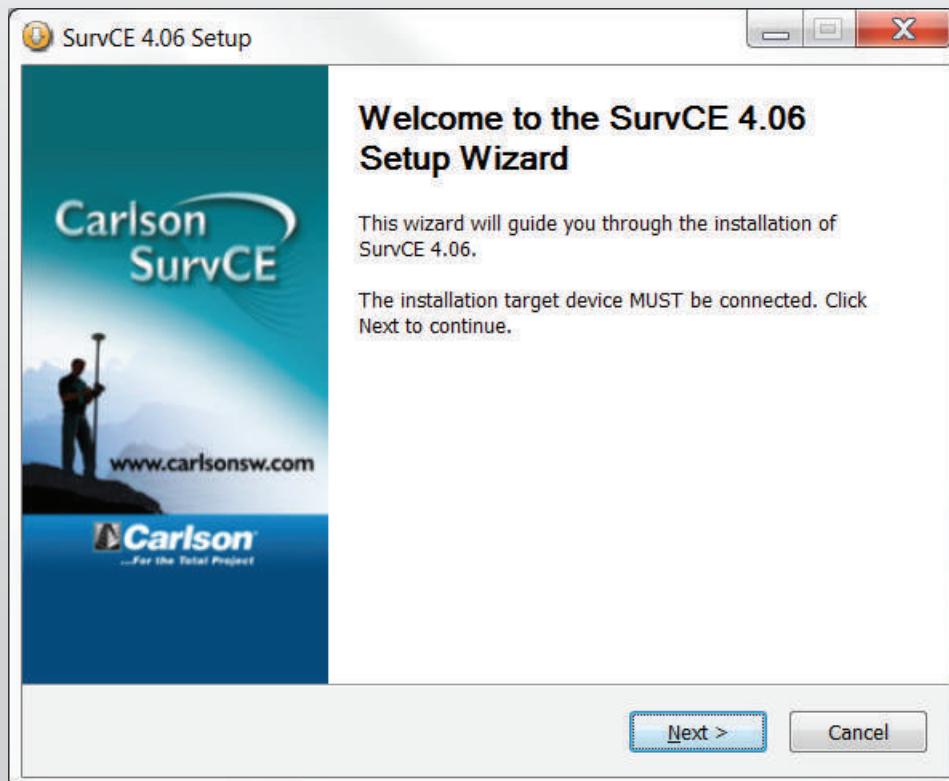 SurvCE 4.06 Setup
Carlson
SurvCE
www.carlsonsw.com
Carlson
...For the Total Project
Welcome to the SurvCE 4.06
Setup Wizard
This wizard will guide you through the installation of
SurvCE 4.06.
The installation target device MUST be connected. Click
Next to continue.
Next >
Cancel